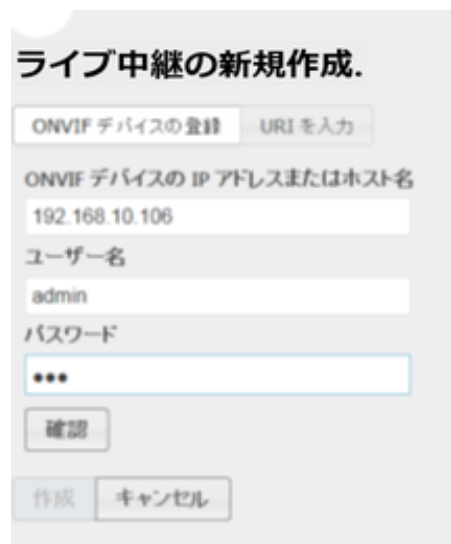 ライブ中継の新規作成.
ONVIF デバイスの登録 URI を入力
ONVIF デバイスの IP アドレスまたはホスト名
192.168.10.106
ユーザー名
admin
パスワード
•••
確認
作成 キャンセル